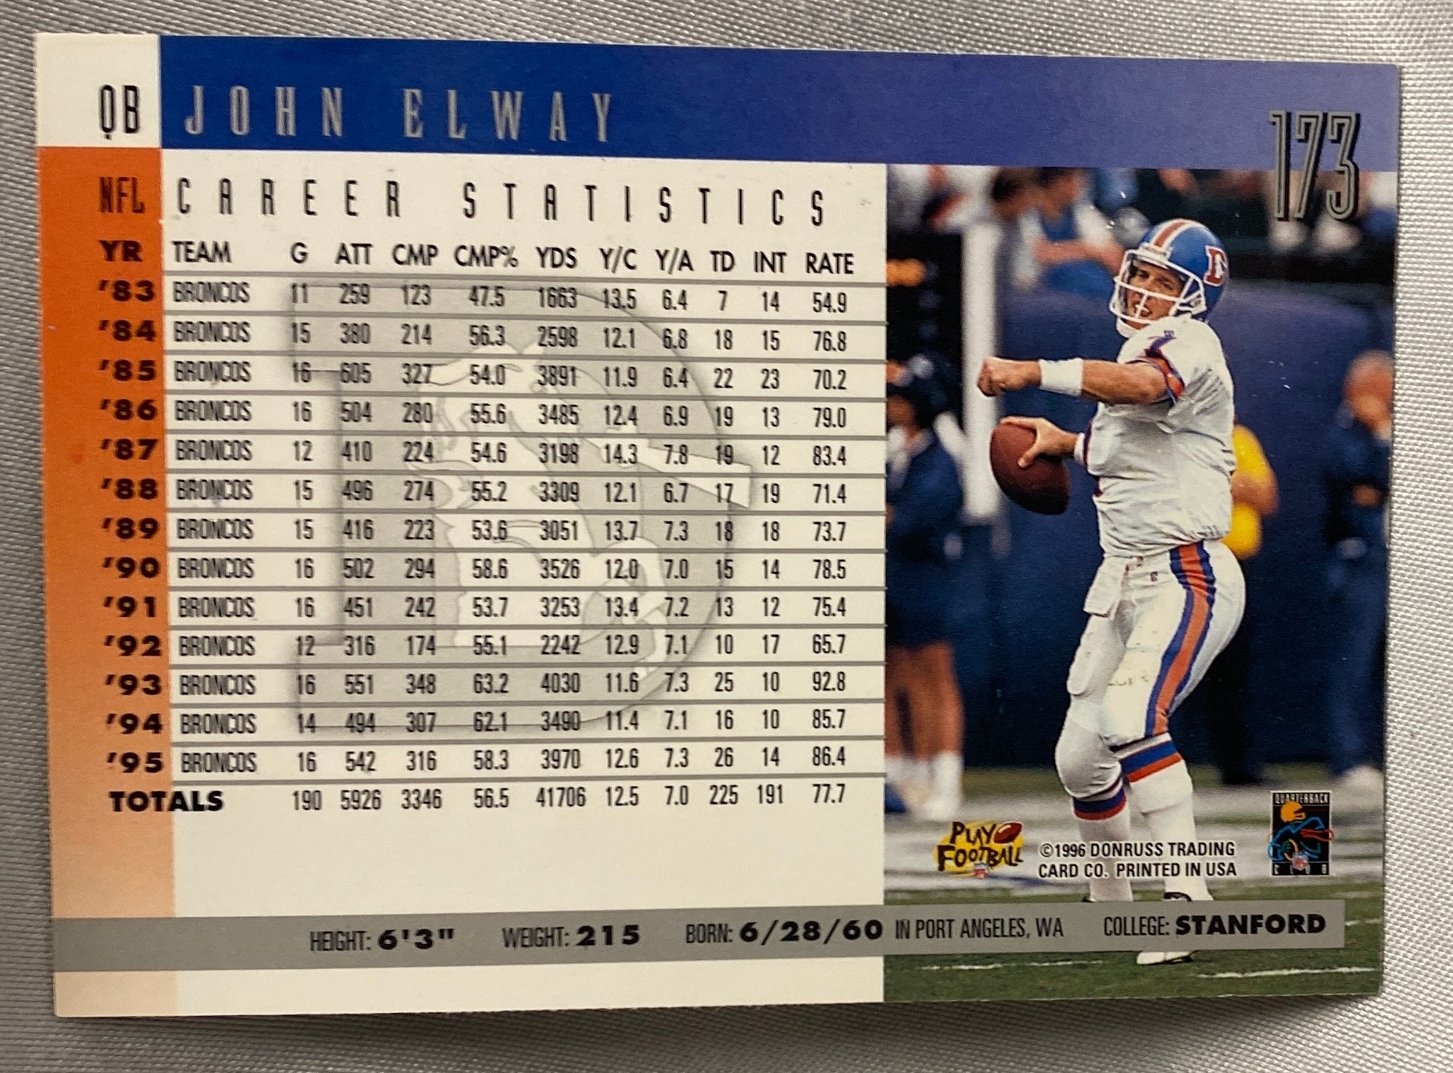 QB JOHN ELWAY 173
NFL CAREER STATISTICS
YR TEAM G ATT CMP CMP% YDS Y/C Y/A TD INT RATE
'83 BRONCOS 11 259 123 47.5 1663 13.5 6.4 7 14 54.9
'84 BRONCOS 15 380 214 56.3 2598 12.1 6.8 18 15 76.8
'85 BRONCOS 16 605 327 54.0 3891 11.9 6.4 22 23 70.2
'86 BRONCOS 16 504 280 55.6 3485 12.4 6.9 19 13 79.0
'87 BRONCOS 12 410 224 54.6 3198 14.3 7.8 19 12 83.4
'88 BRONCOS 15 496 274 55.2 3309 12.1 6.7 17 19 71.4
'89 BRONCOS 15 416 223 53.6 3051 13.7 7.3 18 18 73.7
'90 BRONCOS 16 502 294 58.6 3526 12.0 7.0 15 14 78.5
'91 BRONCOS 16 451 242 53.7 3253 13.4 7.2 13 12 75.4
'92 BRONCOS 12 316 174 55.1 2242 12.9 7.1 10 17 65.7
'93 BRONCOS 16 551 348 63.2 4030 11.6 7.3 25 10 92.8
'94 BRONCOS 14 494 307 62.1 3490 11.4 7.1 16 10 85.7
'95 BRONCOS 16 542 316 58.3 3970 12.6 7.3 26 14 86.4
TOTALS 190 5926 3346 56.5 41706 12.5 7.0 225 191 77.7
PLAY
FOOTBALL
©1996 DONRUSS TRADING
CARD CO. PRINTED IN USA
QUARTERBACK
CLUB
HEIGHT: 6'3" WEIGHT: 215 BORN: 6/28/60 IN PORT ANGELES, WA COLLEGE: STANFORD